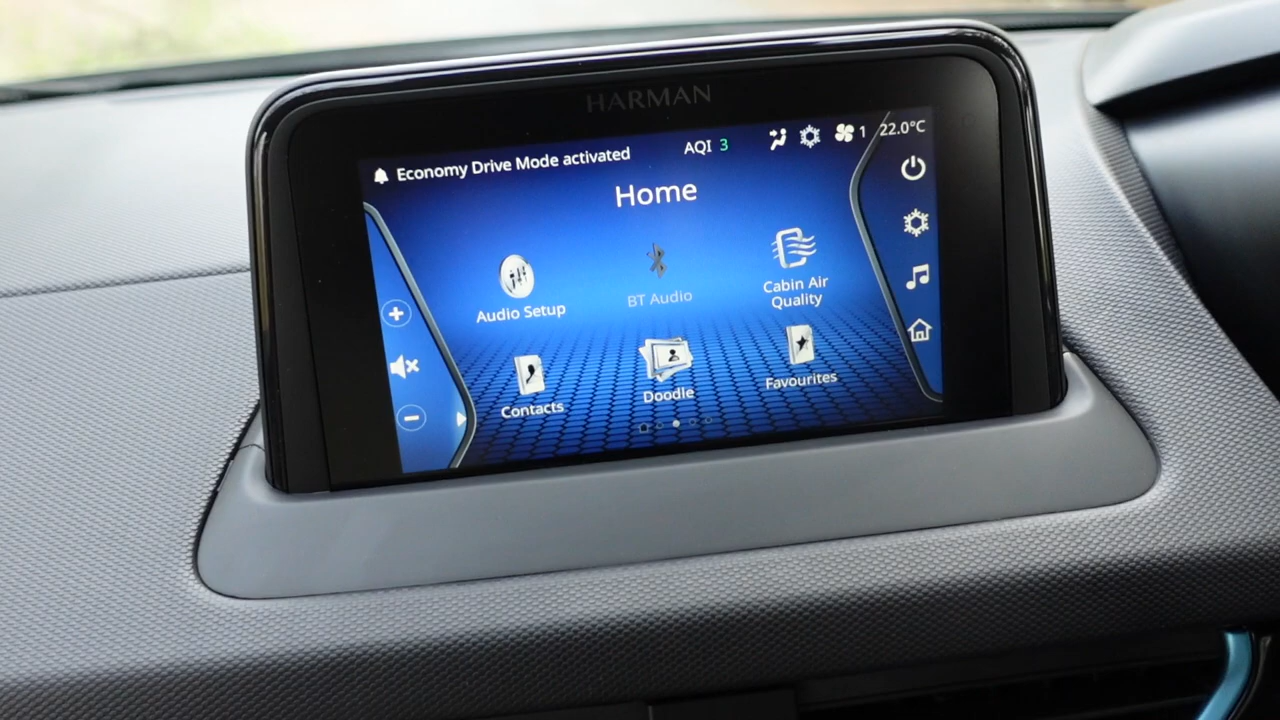 HARMAN
Economy Drive Mode activated
AQI 3
1
22.0°C
Home
Audio Setup
BT Audio
Cabin Air
Quality
Contacts
Doodle
Favourites